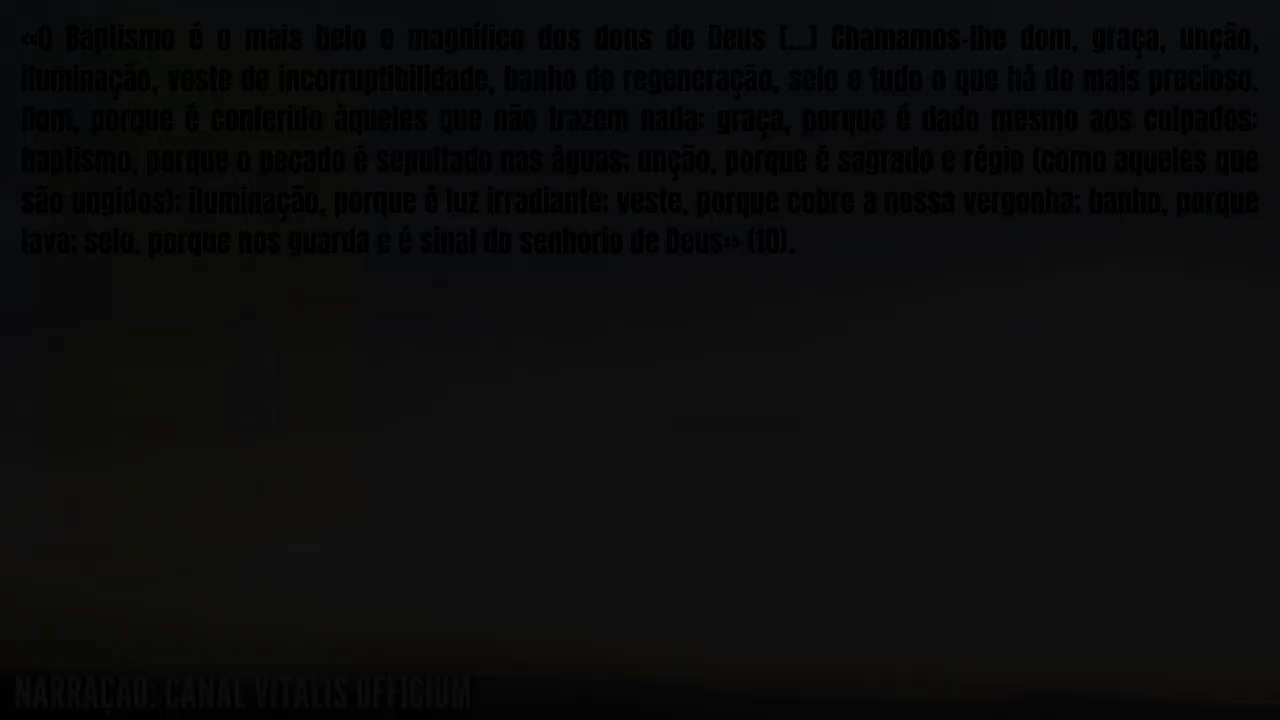 «O Baptismo é o mais belo e magnífico dos dons de Deus [...] Chamamos-lhe dom, graça, unção,
iluminação, veste de incorruptibilidade, banho de regeneração, selo e tudo o que há de mais precioso.
Dom, porque é conferido àqueles que não trazem nada; graça, porque é dado mesmo aos culpados;
baptismo, porque o pecado é sepultado nas águas; unção, porque é sagrado e régio (como aqueles que
são ungidos); iluminação, porque é luz irradiante; veste, porque cobre a nossa vergonha; banho, porque
lava; selo, porque nos guarda e é sinal do senhorio de Deus» (10).
NARRAÇÃO: CANAL VITALIS OFFICIUM